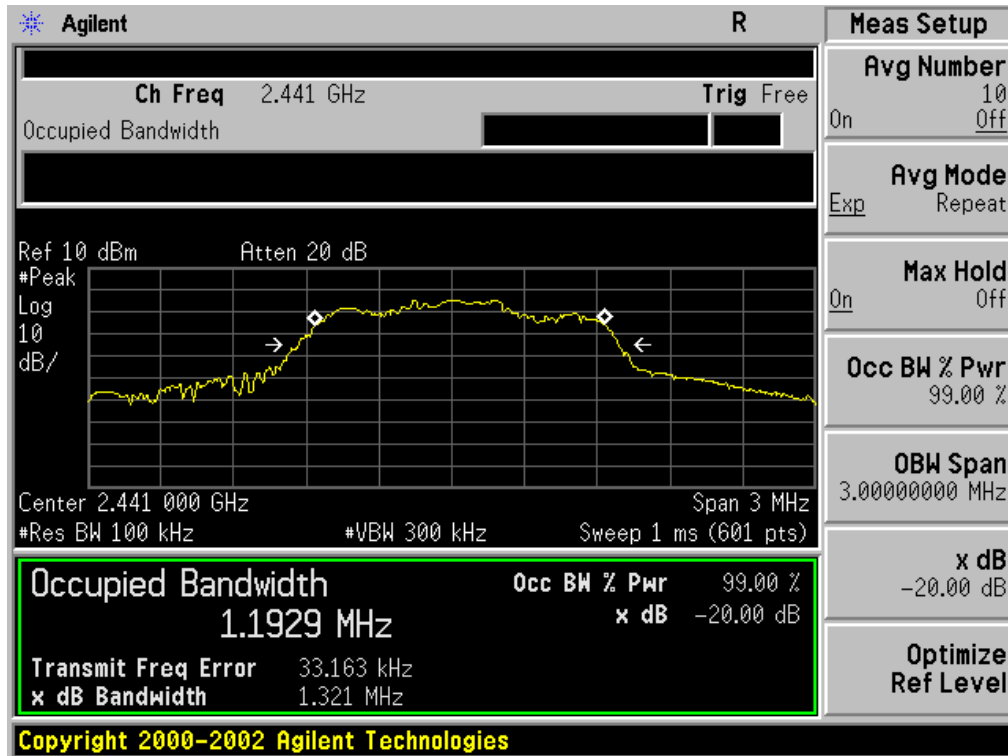 Agilent R
Ch Freq 2.441 GHz Trig Free
Occupied Bandwidth
Ref 10 dBm Atten 20 dB
#Peak
Log
10
dB/
Center 2.441 000 GHz Span 3 MHz
#Res BW 100 kHz #VBW 300 kHz Sweep 1 ms (601 pts)
Occupied Bandwidth Occ BW % Pwr 99.00 %
1.1929 MHz x dB -20.00 dB
Transmit Freq Error 33.163 kHz
x dB Bandwidth 1.321 MHz
Copyright 2000-2002 Agilent Technologies
Meas Setup
Avg Number
10
On Off
Avg Mode
Exp Repeat
Max Hold
On Off
Occ BW % Pwr
99.00 %
OBW Span
3.00000000 MHz
x dB
-20.00 dB
Optimize
Ref Level